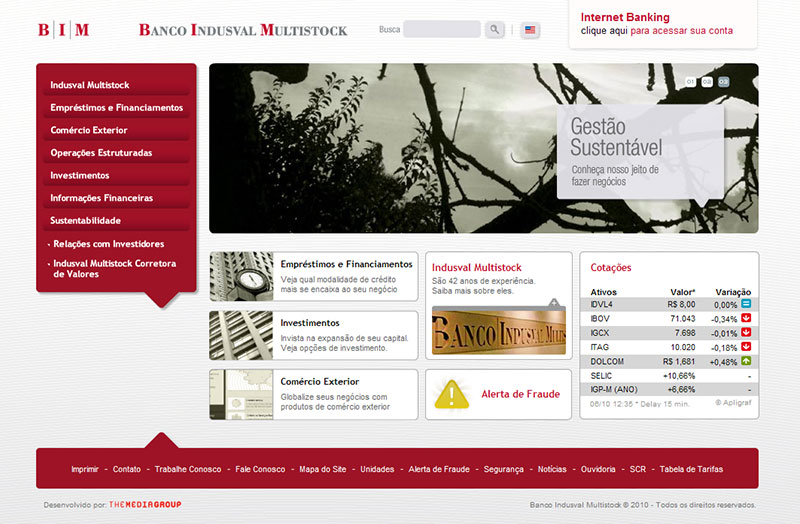 B|I|M
BANCO INDUSVAL MULTISTOCK
Busca
Internet Banking
clique aqui para acessar sua conta
Indusval Multistock
Empréstimos e Financiamentos
Comércio Exterior
Operações Estruturadas
Investimentos
Informações Financeiras
Sustentabilidade
Relações com Investidores
Indusval Multistock Corretora
de Valores
01 02 03
Gestão
Sustentável
Conheça nosso jeito de
fazer negócios
Empréstimos e Financiamentos
Veja qual modalidade de crédito
mais se encaixa ao seu negócio
Investimentos
Invista na expansão de seu capital.
Veja opções de investimento.
Comércio Exterior
Globalize seus negócios com
produtos de comércio exterior
Indusval Multistock
São 42 anos de experiência.
Saiba mais sobre eles.
BANCO INDUSVAL MULTIS
Alerta de Fraude
Cotações
Ativos Valor* Variação
IDVL4 R$ 8,00 0,00%
IBOV 71.043 -0,34%
IGCX 7.698 -0,01%
ITAG 10.020 -0,18%
DOLCOM R$ 1,681 +0,48%
SELIC +10,66% -
IGP-M (ANO) +6,66% -
06/10 12:35 * Delay 15 min. © Apligraf
Imprimir - Contato - Trabalhe Conosco - Fale Conosco - Mapa do Site - Unidades - Alerta de Fraude - Segurança - Notícias - Ouvidoria - SCR - Tabela de Tarifas
Desenvolvido por: THEMEDIAGROUP
Banco Indusval Multistock © 2010 - Todos os direitos reservados.